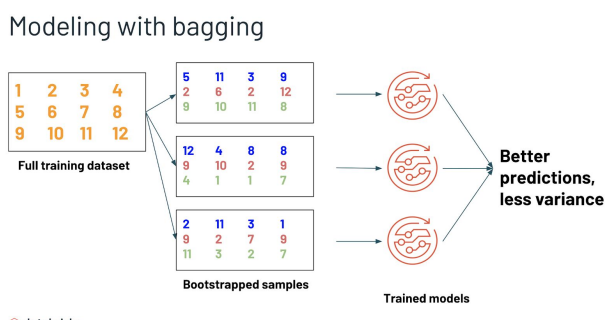 Modeling with bagging
1 2 3 4
5 6 7 8
9 10 11 12
Full training dataset
5 11 3 9
2 6 2 12
9 10 11 8
12 4 8 8
9 10 2 9
4 1 1 7
2 11 3 1
9 2 7 9
11 3 2 7
Bootstrapped samples
Trained models
Better
predictions,
less variance